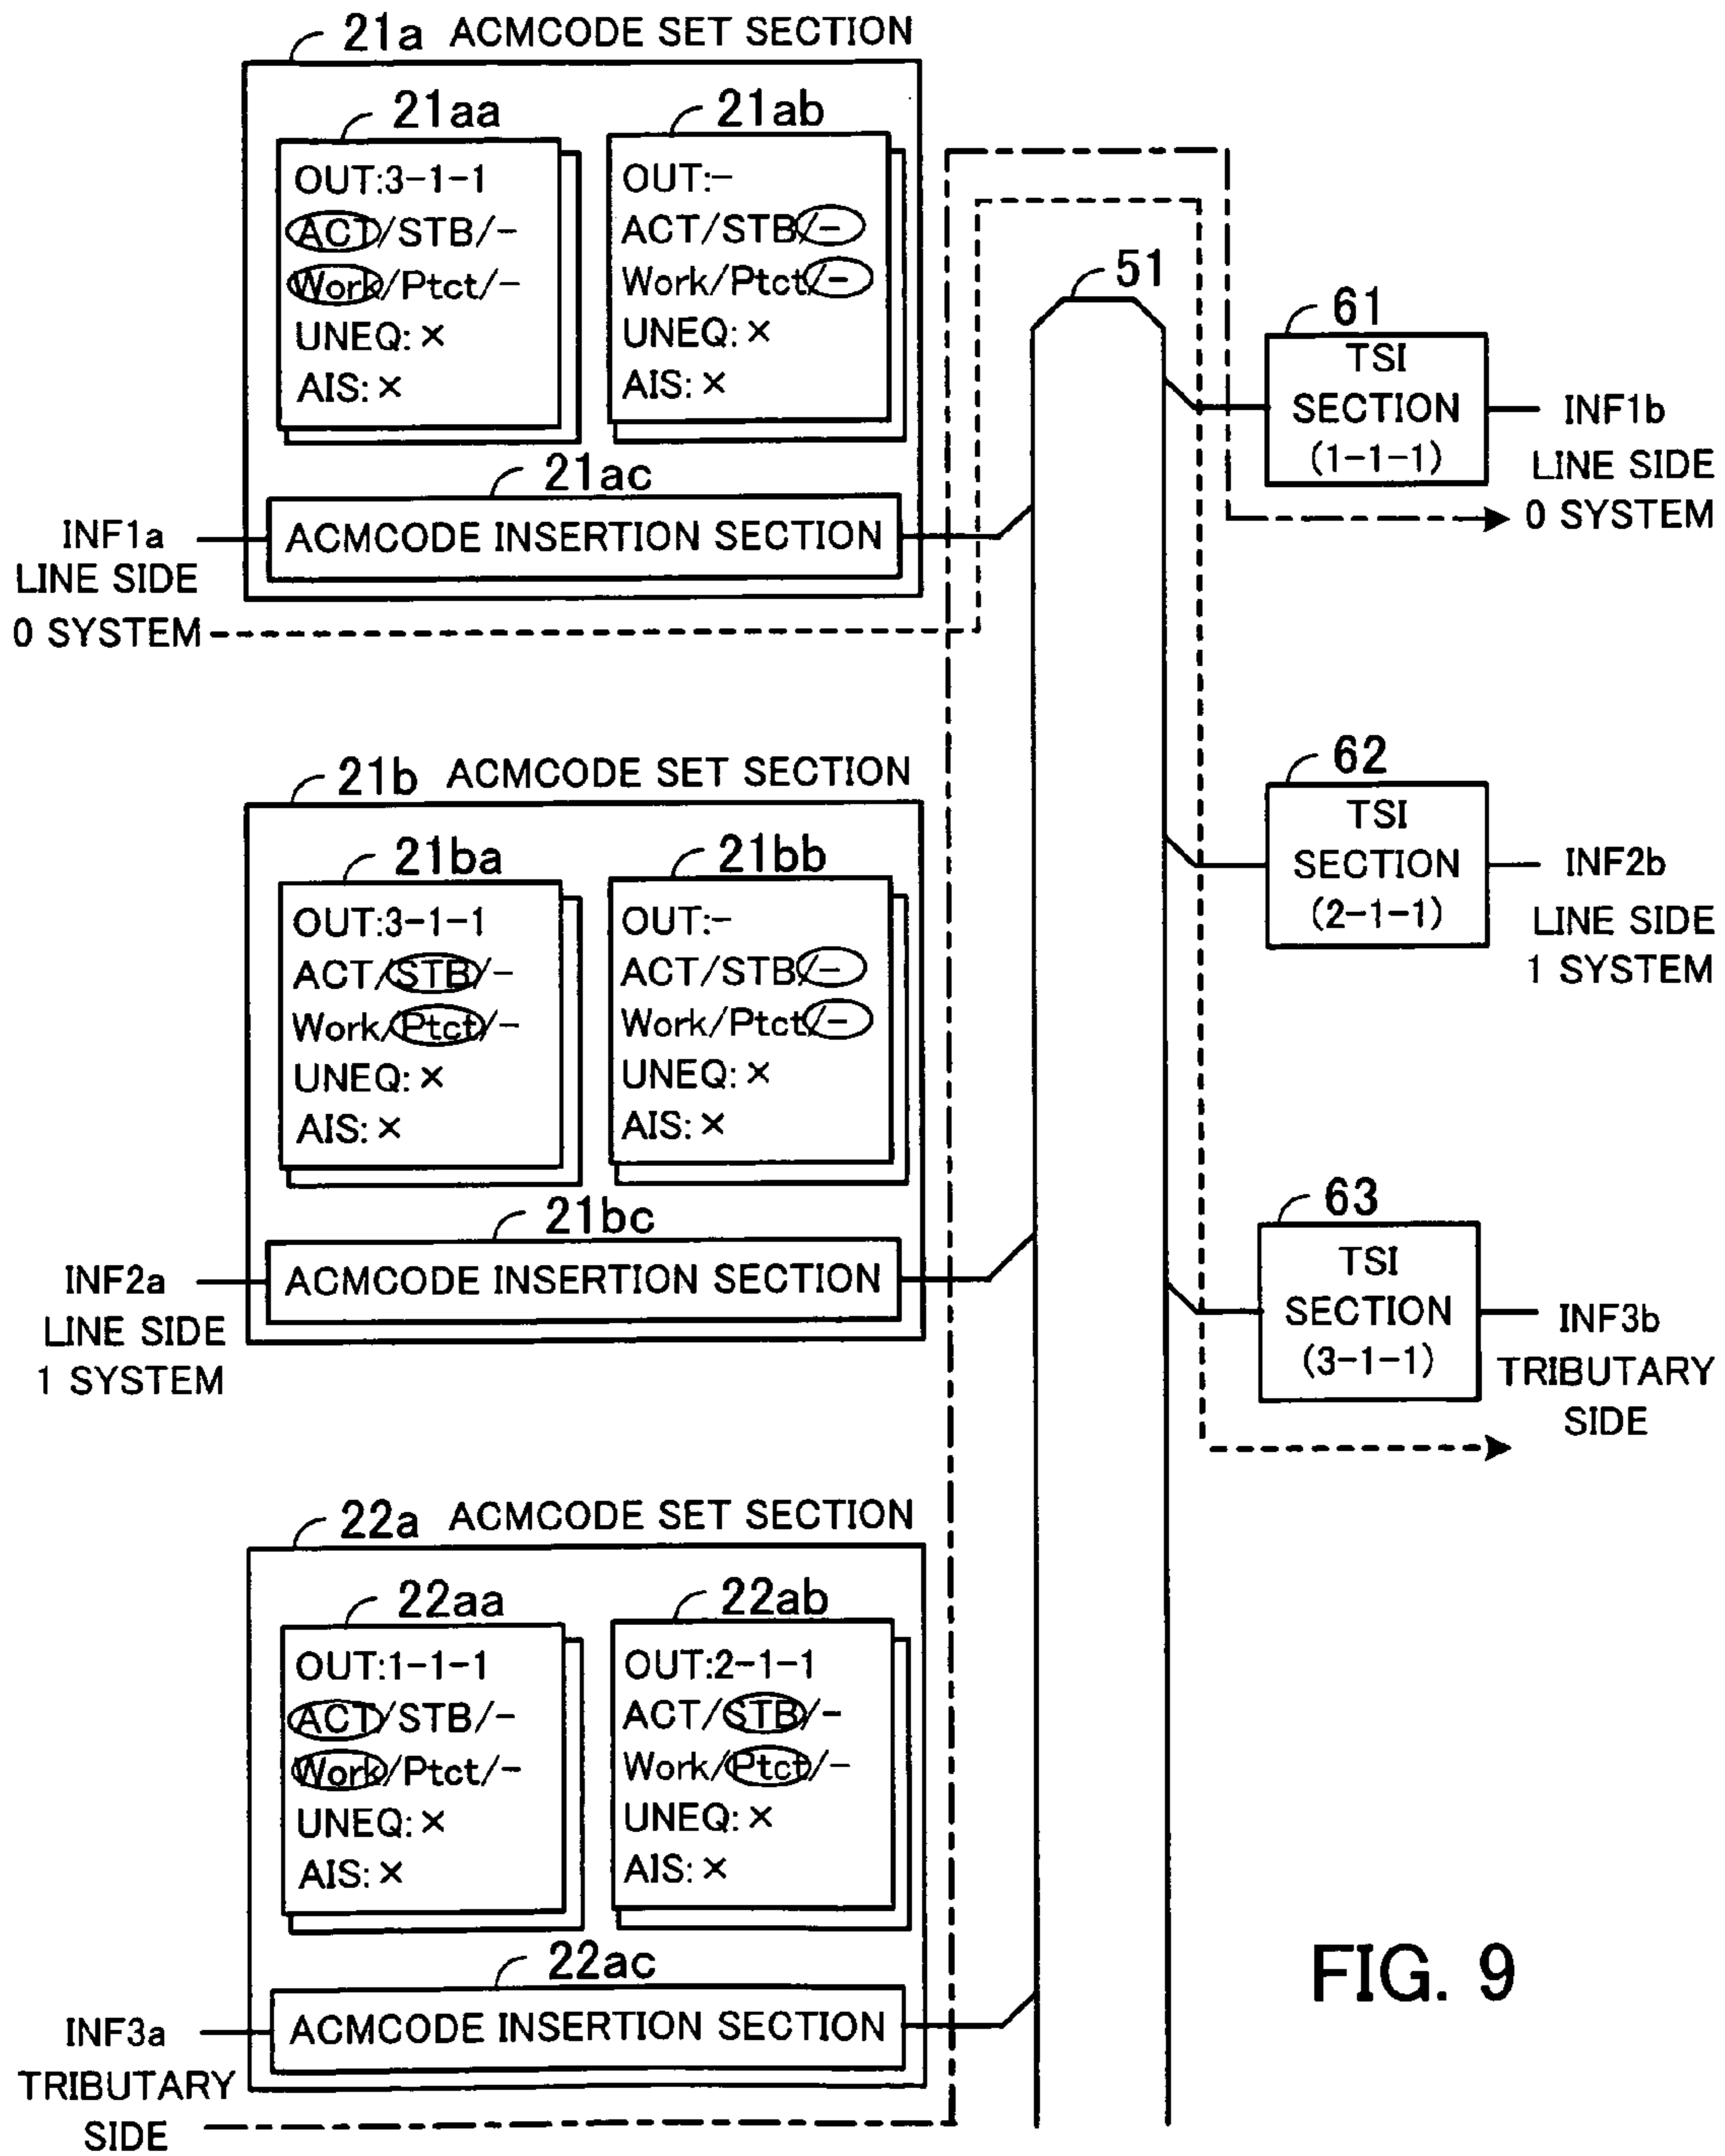 21a ACMCODE SET SECTION
21aa
OUT:3-1-1
ACT/STB/-
Work/Ptct/-
UNEQ: ×
AIS: ×
21ab
OUT:-
ACT/STB/-
Work/Ptct/-
UNEQ: ×
AIS: ×
21ac
ACMCODE INSERTION SECTION
INF1a
LINE SIDE
0 SYSTEM
21b ACMCODE SET SECTION
21ba
OUT:3-1-1
ACT/STB/-
Work/Ptct/-
UNEQ: ×
AIS: ×
21bb
OUT:-
ACT/STB/-
Work/Ptct/-
UNEQ: ×
AIS: ×
21bc
ACMCODE INSERTION SECTION
INF2a
LINE SIDE
1 SYSTEM
22a ACMCODE SET SECTION
22aa
OUT:1-1-1
ACT/STB/-
Work/Ptct/-
UNEQ: ×
AIS: ×
22ab
OUT:2-1-1
ACT/STB/-
Work/Ptct/-
UNEQ: ×
AIS: ×
22ac
ACMCODE INSERTION SECTION
INF3a
TRIBUTARY
SIDE
51
61
TSI
SECTION
(1-1-1)
INF1b
LINE SIDE
0 SYSTEM
62
TSI
SECTION
(2-1-1)
INF2b
LINE SIDE
1 SYSTEM
63
TSI
SECTION
(3-1-1)
INF3b
TRIBUTARY
SIDE
FIG. 9